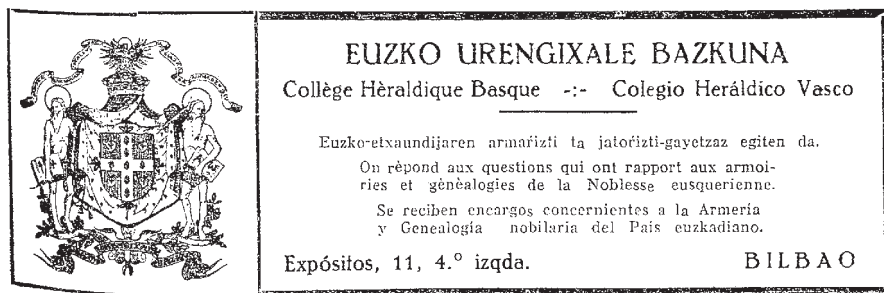 EUZKO URENGIXALE BAZKUNA
Collège Hèraldique Basque -:- Colegio Heráldico Vasco
Euzko-etxaundijaren armaŕizti ta jatoŕizti-gayetzaz egiten da.
On rèpond aux questions qui ont rapport aux armoi-
ries et gènèalogies de la Noblesse eusquerienne.
Se reciben encargos concernientes a la Armería
y Genealogía nobilaria del País euzkadiano.
Expósitos, 11, 4.º izqda. BILBAO